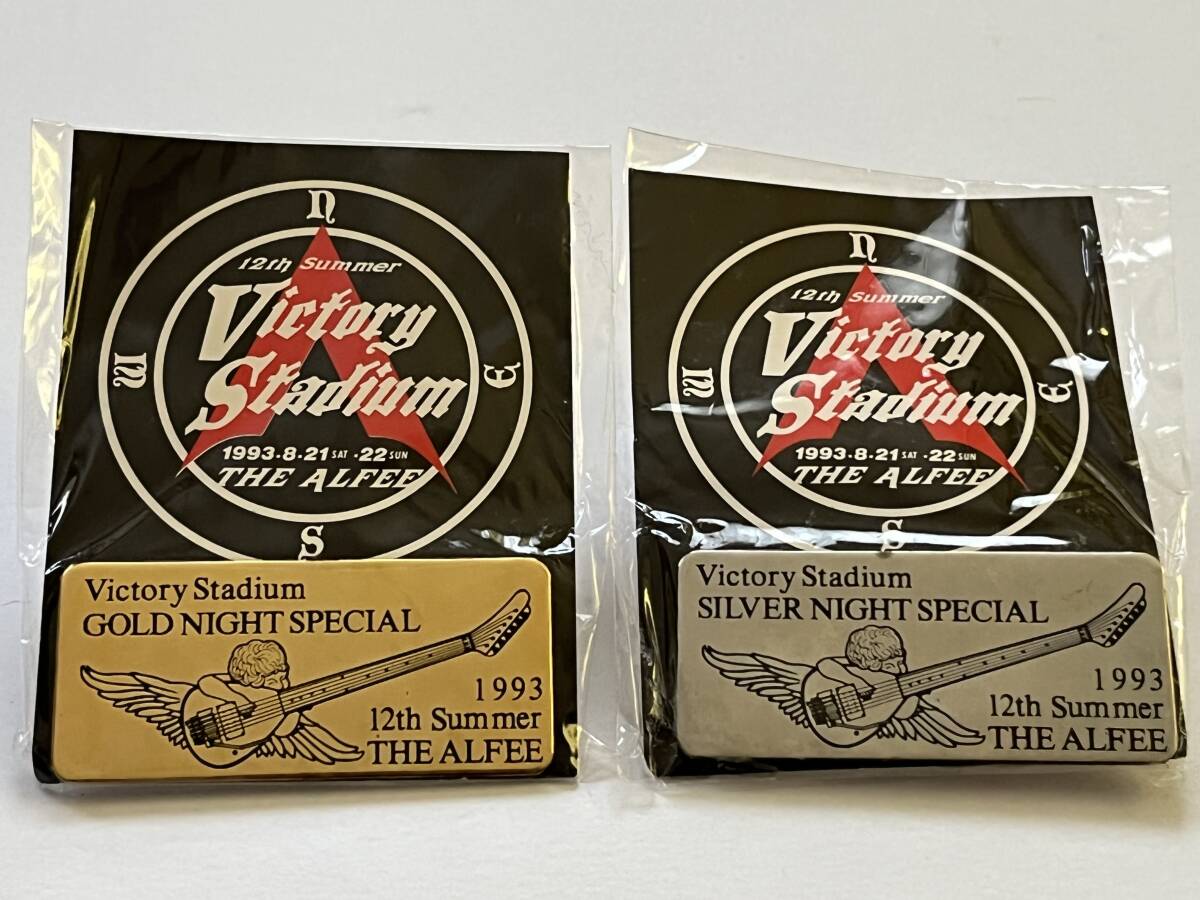 N
12th Summer
Victory
Stadium
W
E
1993·8·21 SAT ·22 SUN
THE ALFEE
S
Victory Stadium
GOLD NIGHT SPECIAL
1993
12th Summer
THE ALFEE
N
12th Summer
Victory
Stadium
W
E
1993·8·21 SAT ·22 SUN
THE ALFEE
S
Victory Stadium
SILVER NIGHT SPECIAL
1993
12th Summer
THE ALFEE